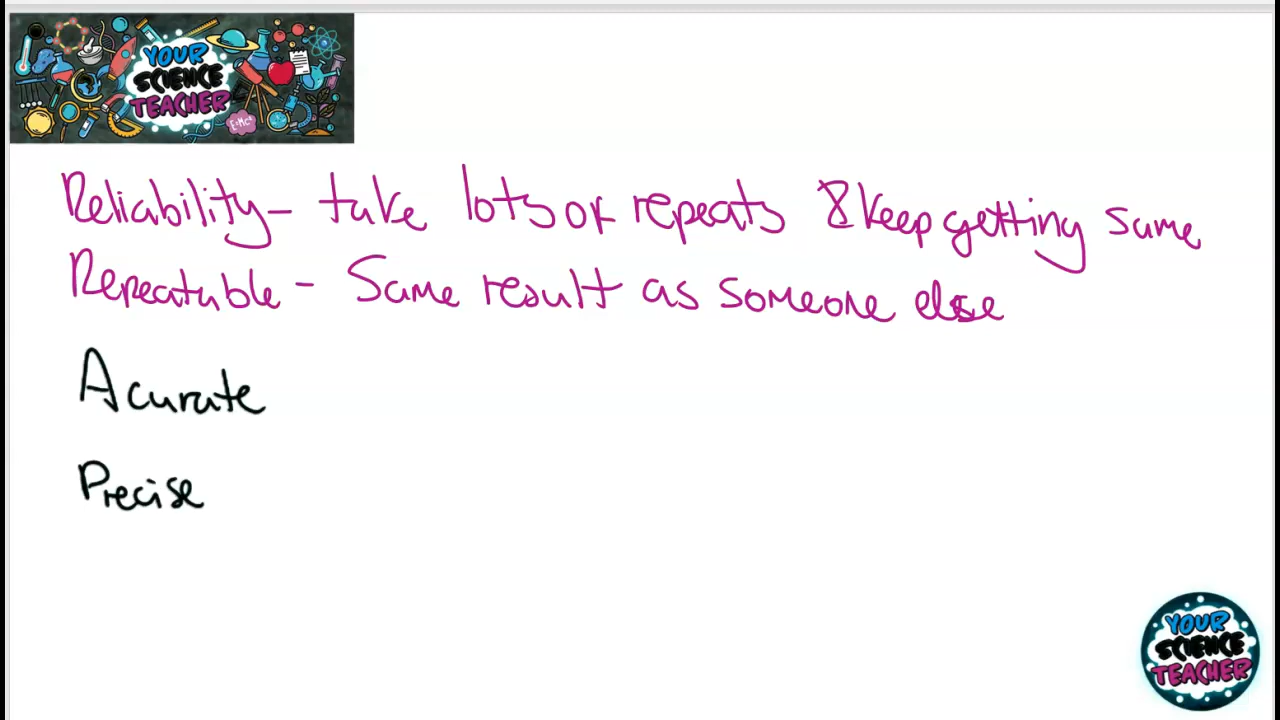 YOUR
SCIENCE
TEACHER
E=MC²
Reliability - take lots of repeats & keep getting same
Repeatable - Same result as someone else
Acurate
Precise
YOUR
SCIENCE
TEACHER